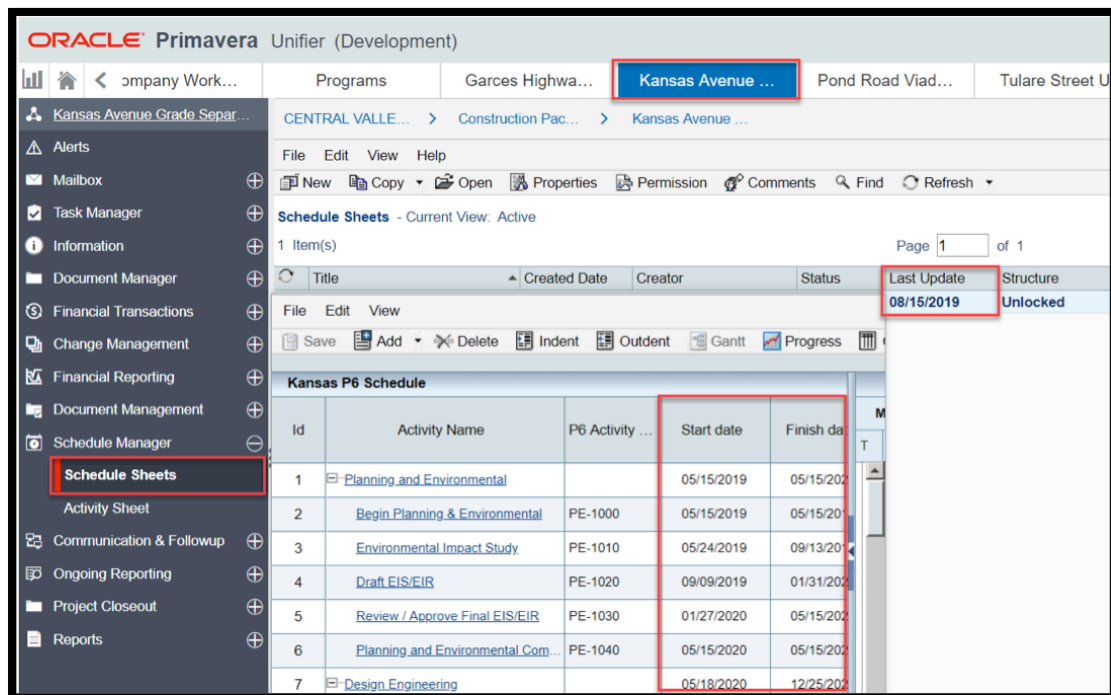 ORACLE Primavera Unifier (Development)
ompany Work... Programs Garces Highwa... Kansas Avenue ... Pond Road Viad... Tulare Street U
Kansas Avenue Grade Separ...
Alerts
Mailbox
Task Manager
Information
Document Manager
Financial Transactions
Change Management
Financial Reporting
Document Management
Schedule Manager
Schedule Sheets
Activity Sheet
Communication & Followup
Ongoing Reporting
Project Closeout
Reports
CENTRAL VALLE... > Construction Pac... > Kansas Avenue ...
File Edit View Help
New Copy Open Properties Permission Comments Find Refresh
Schedule Sheets - Current View: Active
1 Item(s) Page 1 of 1
Title Created Date Creator Status Last Update Structure
08/15/2019 Unlocked
File Edit View
Save Add Delete Indent Outdent Gantt Progress
Kansas P6 Schedule
Id Activity Name P6 Activity ... Start date Finish da M
T
1 Planning and Environmental 05/15/2019 05/15/202
2 Begin Planning & Environmental PE-1000 05/15/2019 05/15/201
3 Environmental Impact Study PE-1010 05/24/2019 09/13/201
4 Draft EIS/EIR PE-1020 09/09/2019 01/31/202
5 Review / Approve Final EIS/EIR PE-1030 01/27/2020 05/15/202
6 Planning and Environmental Com... PE-1040 05/15/2020 05/15/202
7 Design Engineering 05/18/2020 12/25/202